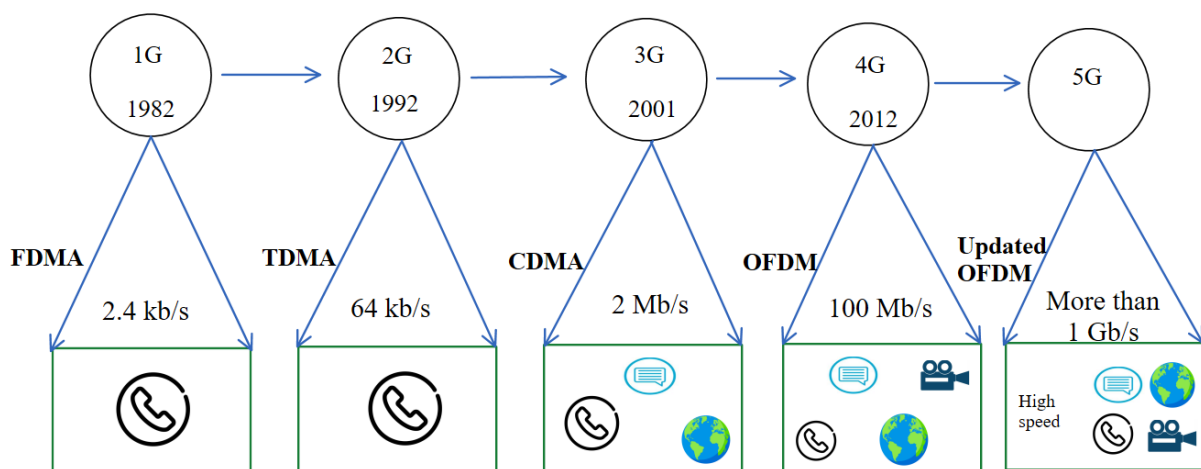 1G
1982
2G
1992
3G
2001
4G
2012
5G
FDMA
2.4 kb/s
TDMA
64 kb/s
CDMA
2 Mb/s
OFDM
100 Mb/s
Updated
OFDM
More than
1 Gb/s
High
speed